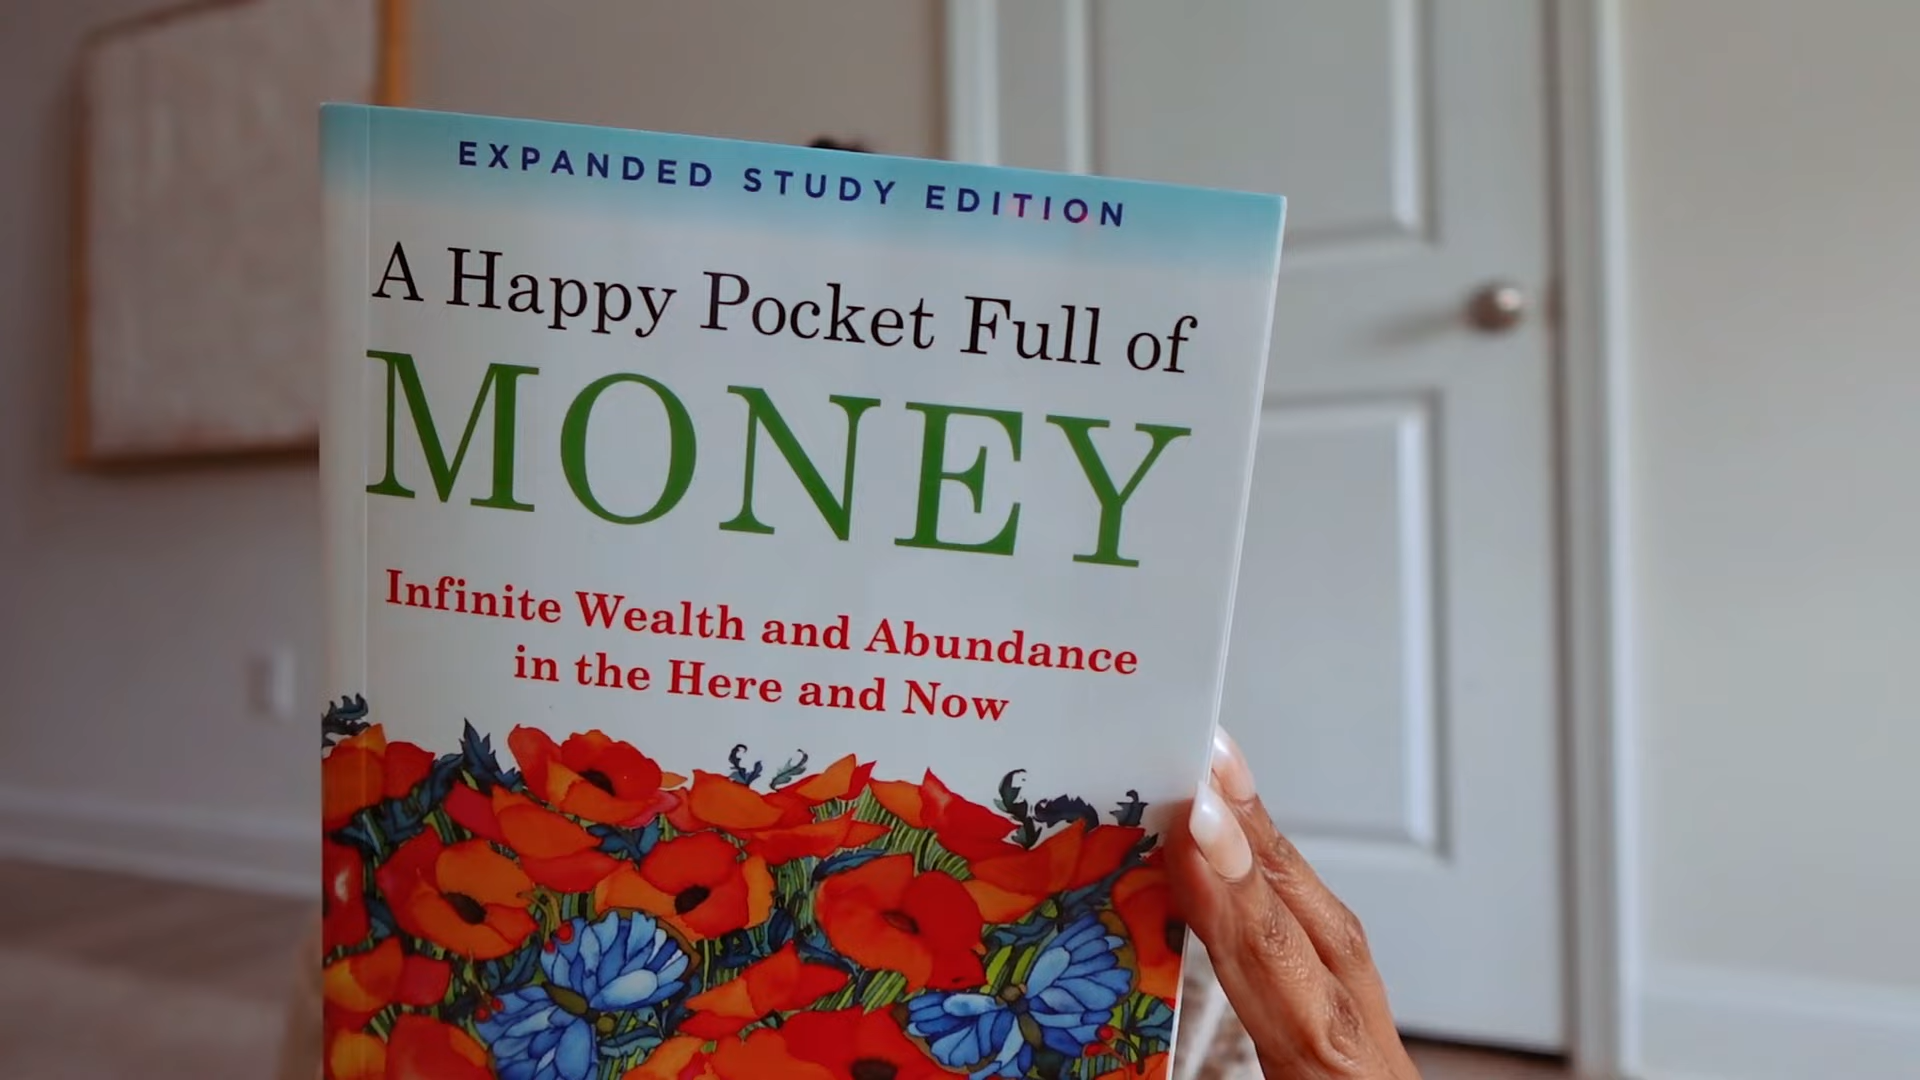 EXPANDED STUDY EDITION
A Happy Pocket Full of
MONEY
Infinite Wealth and Abundance
in the Here and Now